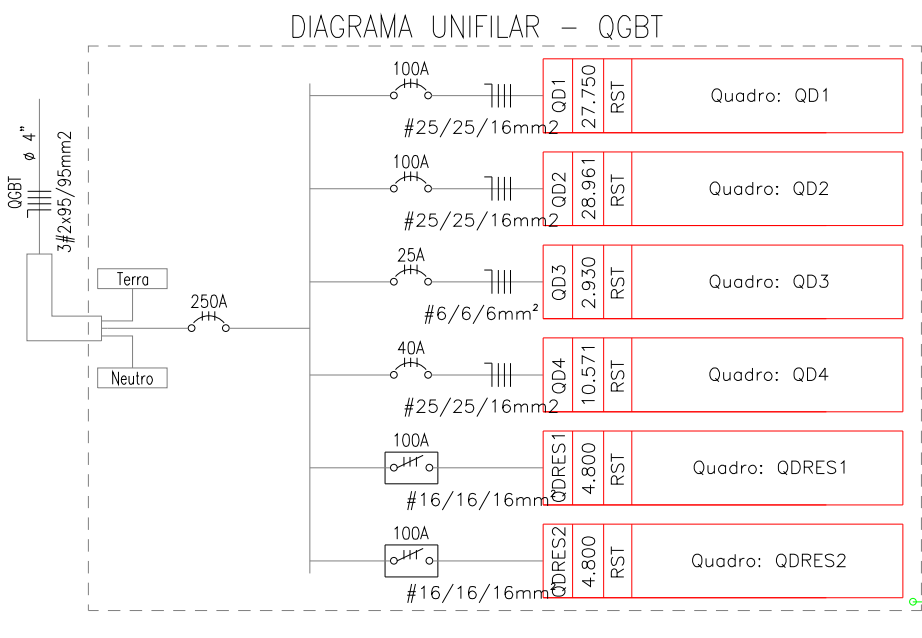 DIAGRAMA UNIFILAR – QGBT
QGBT
ø 4"
3#2x95/95mm2
Terra
Neutro
250A
100A
#25/25/16mm2
QD1
27.750
RST
Quadro: QD1
100A
#25/25/16mm2
QD2
28.961
RST
Quadro: QD2
25A
#6/6/6mm²
QD3
2.930
RST
Quadro: QD3
40A
#25/25/16mm2
QD4
10.571
RST
Quadro: QD4
100A
#16/16/16mm²
QDRES1
4.800
RST
Quadro: QDRES1
100A
#16/16/16mm²
QDRES2
4.800
RST
Quadro: QDRES2